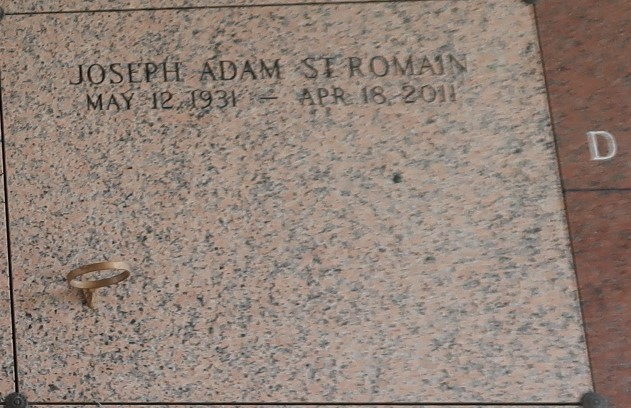 JOSEPH ADAM ST ROMAIN
MAY 12, 1931 — APR 18, 2011
D